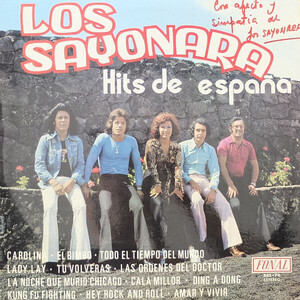 LOS
SAYONARA
Con afecto y
simpatía de
los SAYONARA
Hits de españa
CAROLINA · EL BIMBO · TODO EL TIEMPO DEL MUNDO
LADY LAY · TU VOLVERAS · LAS ORDENES DEL DOCTOR
LA NOCHE QUE MURIO CHICAGO · CALA MILLOR · DING A DONG
KUNG FU FIGHTING · HEY ROCK AND ROLL · AMAR Y VIVIR
FONAL